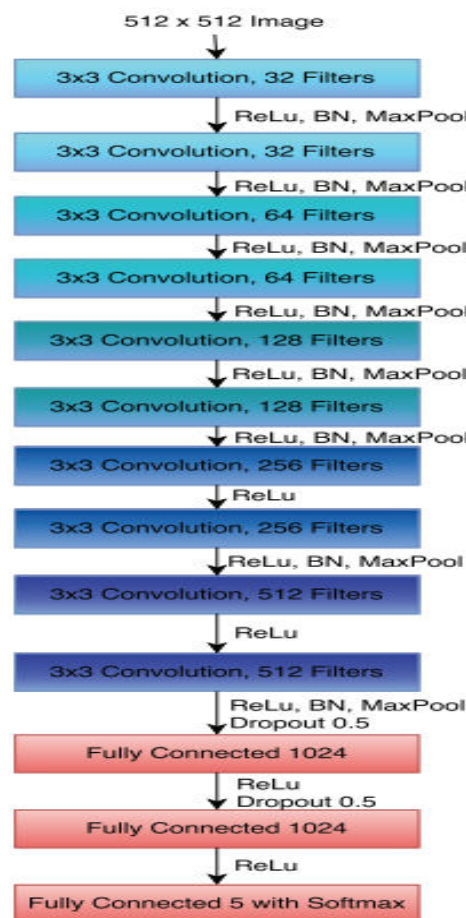 512 x 512 Image
3x3 Convolution, 32 Filters
ReLu, BN, MaxPool
3x3 Convolution, 32 Filters
ReLu, BN, MaxPool
3x3 Convolution, 64 Filters
ReLu, BN, MaxPool
3x3 Convolution, 64 Filters
ReLu, BN, MaxPool
3x3 Convolution, 128 Filters
ReLu, BN, MaxPool
3x3 Convolution, 128 Filters
ReLu, BN, MaxPool
3x3 Convolution, 256 Filters
ReLu
3x3 Convolution, 256 Filters
ReLu, BN, MaxPool
3x3 Convolution, 512 Filters
ReLu
3x3 Convolution, 512 Filters
ReLu, BN, MaxPool
Dropout 0.5
Fully Connected 1024
ReLu
Dropout 0.5
Fully Connected 1024
ReLu
Fully Connected 5 with Softmax